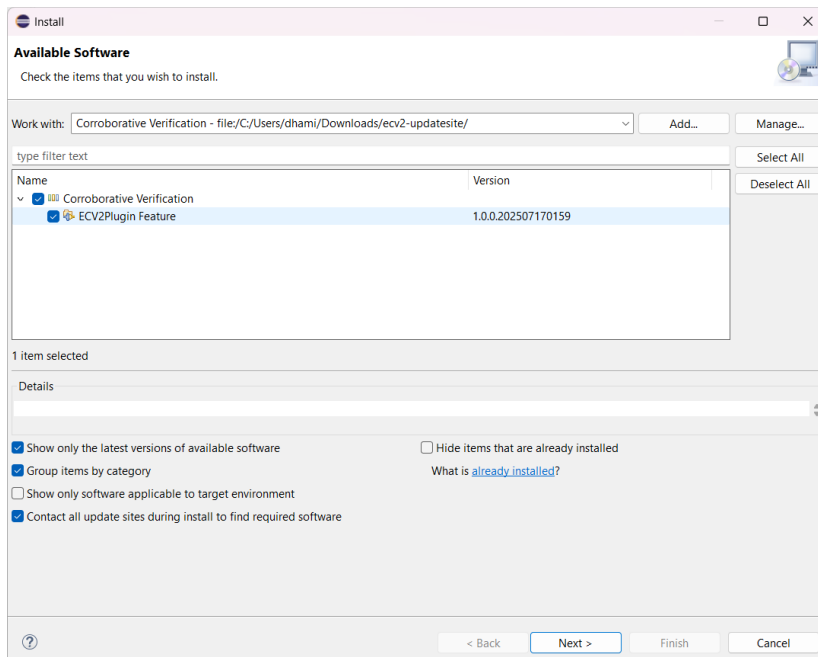 Install
Available Software
Check the items that you wish to install.
Work with: Corroborative Verification - file:/C:/Users/dhami/Downloads/ecv2-updatesite/ Add... Manage...
type filter text Select All
Name Version Deselect All
Corroborative Verification
ECV2Plugin Feature 1.0.0.202507170159
1 item selected
Details
Show only the latest versions of available software Hide items that are already installed
Group items by category What is already installed?
Show only software applicable to target environment
Contact all update sites during install to find required software
? < Back Next > Finish Cancel